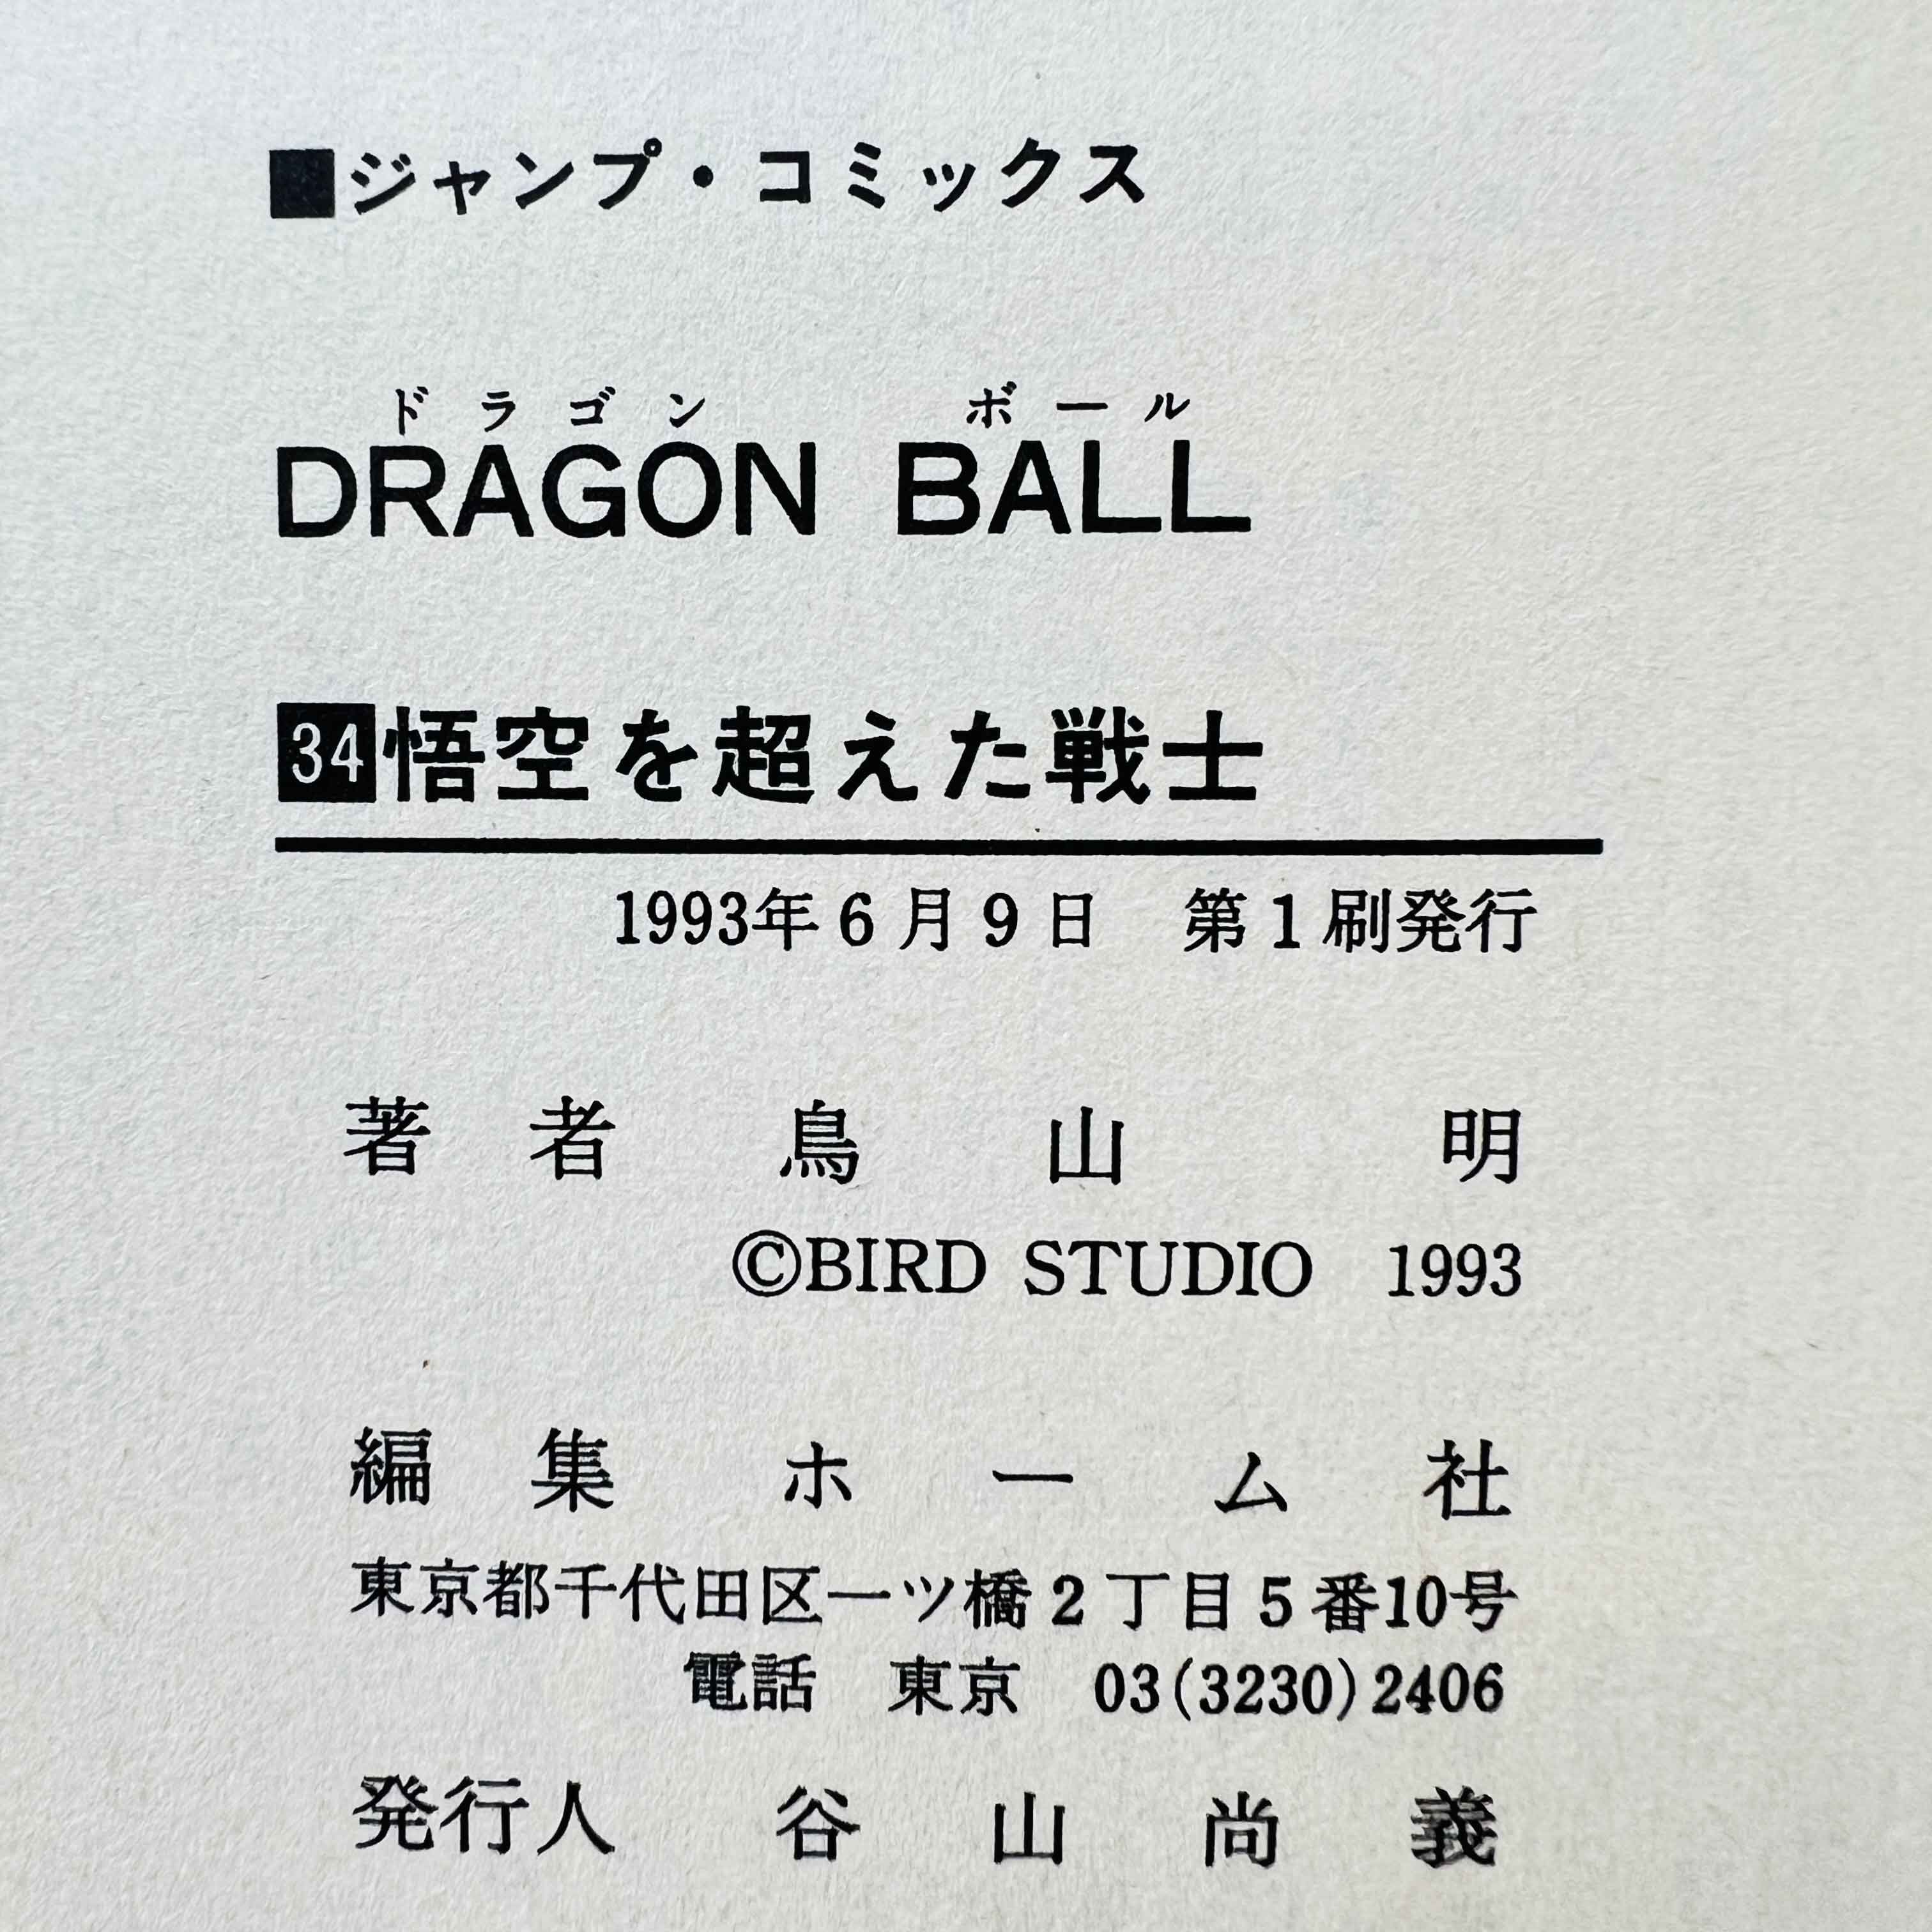 ■ジャンプ・コミックス
ドラゴン ボール
DRAGON BALL
34悟空を超えた戦士
1993年6月9日 第1刷発行
著者 鳥山明
©BIRD STUDIO 1993
編集 ホーム社
東京都千代田区一ツ橋2丁目5番10号
電話 東京 03(3230)2406
発行人 谷山尚義